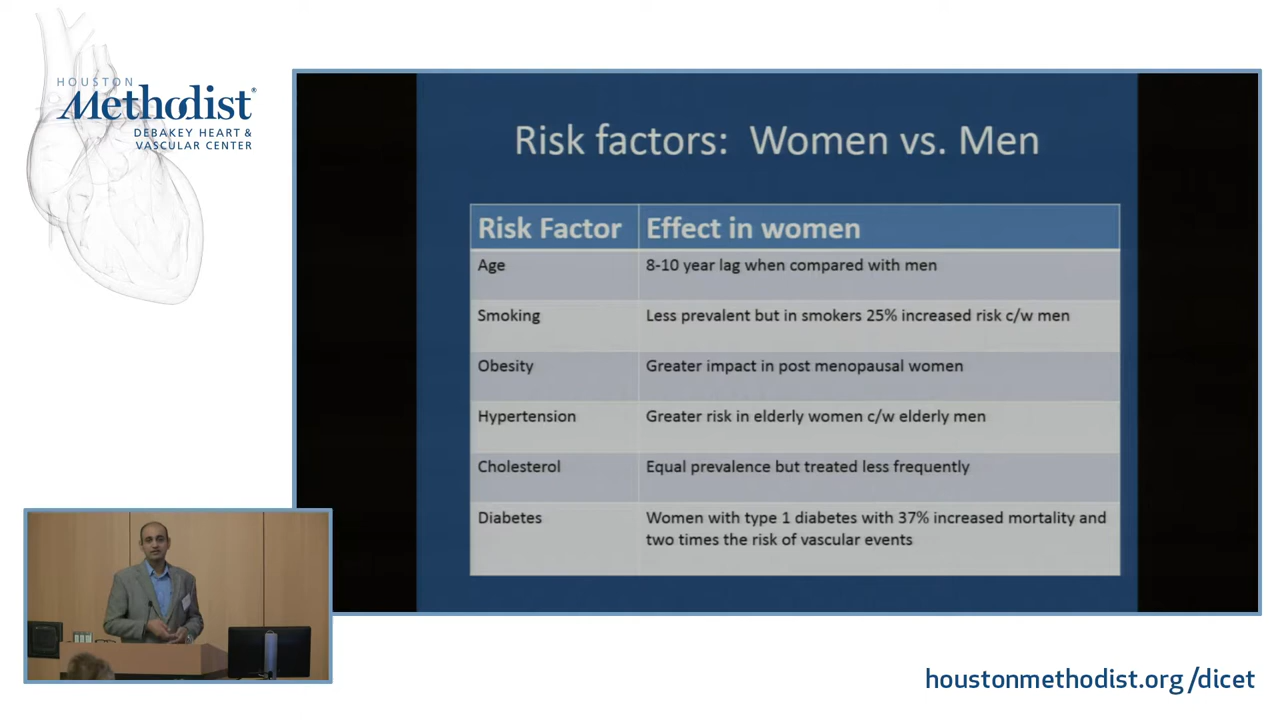 HOUSTON
Methodist®
DEBAKEY HEART &
VASCULAR CENTER
Risk factors: Women vs. Men
Risk Factor Effect in women
Age 8-10 year lag when compared with men
Smoking Less prevalent but in smokers 25% increased risk c/w men
Obesity Greater impact in post menopausal women
Hypertension Greater risk in elderly women c/w elderly men
Cholesterol Equal prevalence but treated less frequently
Diabetes Women with type 1 diabetes with 37% increased mortality and
two times the risk of vascular events
houstonmethodist.org/dicet